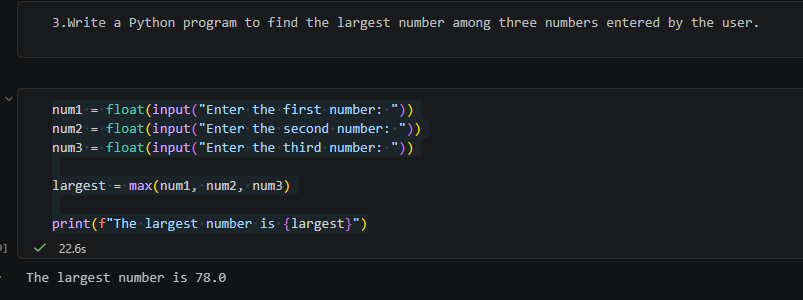 3.Write a Python program to find the largest number among three numbers entered by the user.
num1 = float(input("Enter the first number: "))
num2 = float(input("Enter the second number: "))
num3 = float(input("Enter the third number: "))
largest = max(num1, num2, num3)
print(f"The largest number is {largest}")
22.6s
The largest number is 78.0